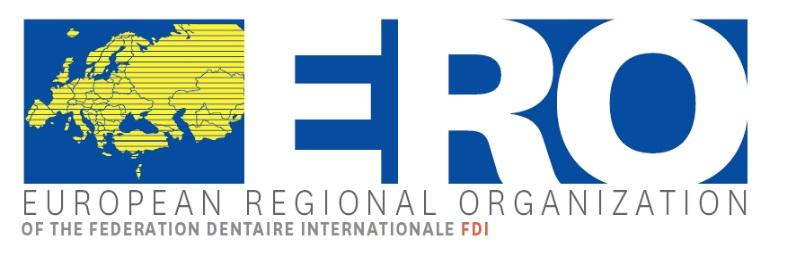 ERO
EUROPEAN REGIONAL ORGANIZATION
OF THE FEDERATION DENTAIRE INTERNATIONALE FDI